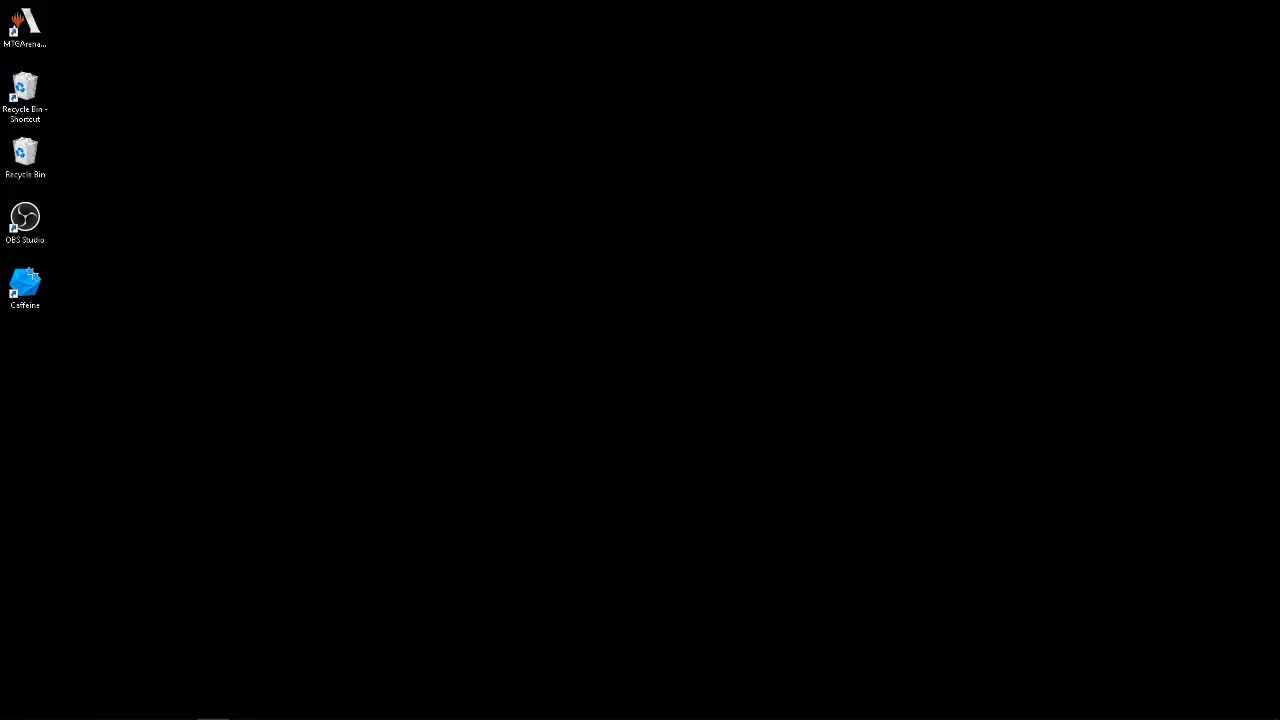 MTGArena...
Recycle Bin -
Shortcut
Recycle Bin
OBS Studio
Caffeine